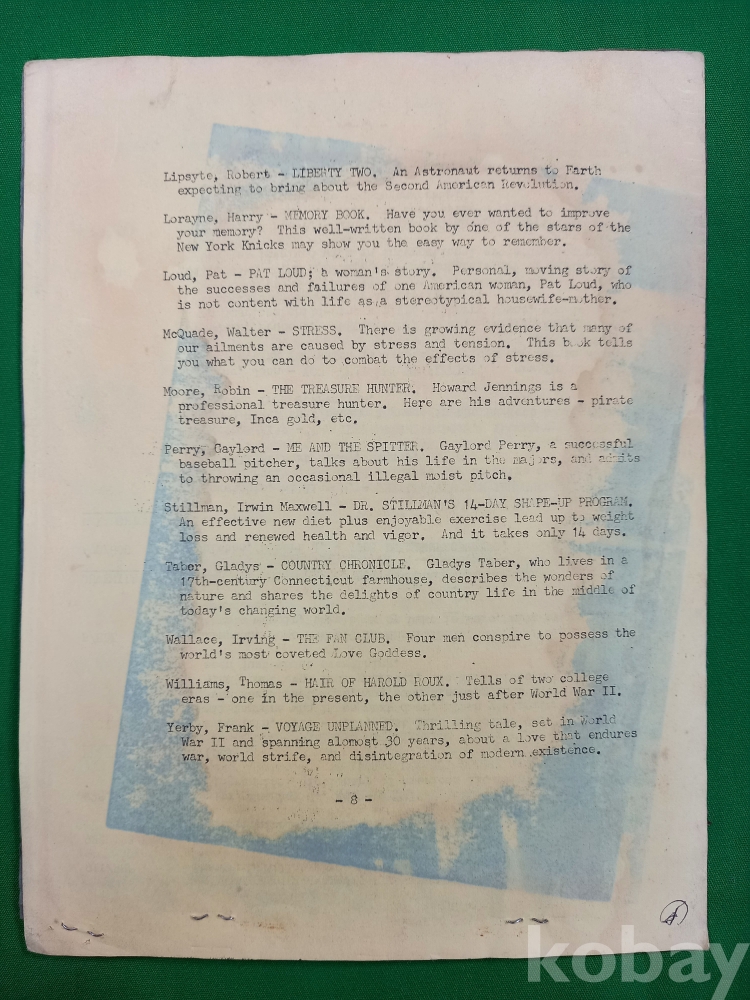 Lipsyte, Robert - LIBERTY TWO. An Astronaut returns to Earth
expecting to bring about the Second American Revolution.
Lorayne, Harry - MEMORY BOOK. Have you ever wanted to improve
your memory? This well-written book by one of the stars of the
New York Knicks may show you the easy way to remember.
Loud, Pat - PAT LOUD; a woman's story. Personal, moving story of
the successes and failures of one American woman, Pat Loud, who
is not content with life as a stereotypical housewife-mother.
McQuade, Walter - STRESS. There is growing evidence that many of
our ailments are caused by stress and tension. This book tells
you what you can do to combat the effects of stress.
Moore, Robin - THE TREASURE HUNTER. Howard Jennings is a
professional treasure hunter. Here are his adventures - pirate
treasure, Inca gold, etc.
Perry, Gaylord - ME AND THE SPITTER. Gaylord Perry, a successful
baseball pitcher, talks about his life in the majors, and admits
to throwing an occasional illegal moist pitch.
Stillman, Irwin Maxwell - DR. STILLMAN'S 14-DAY SHAPE-UP PROGRAM.
An effective new diet plus enjoyable exercise lead up to weight
loss and renewed health and vigor. And it takes only 14 days.
Taber, Gladys - COUNTRY CHRONICLE. Gladys Taber, who lives in a
17th-century Connecticut farmhouse, describes the wonders of
nature and shares the delights of country life in the middle of
today's changing world.
Wallace, Irving - THE FAN CLUB. Four men conspire to possess the
world's most coveted Love Goddess.
Williams, Thomas - HAIR OF HAROLD ROUX. Tells of two college
eras - one in the present, the other just after World War II.
Yerby, Frank - VOYAGE UNPLANNED. Thrilling tale, set in World
War II and spanning alomost 30 years, about a love that endures
war, world strife, and disintegration of modern existence.
- 8 -
kobay